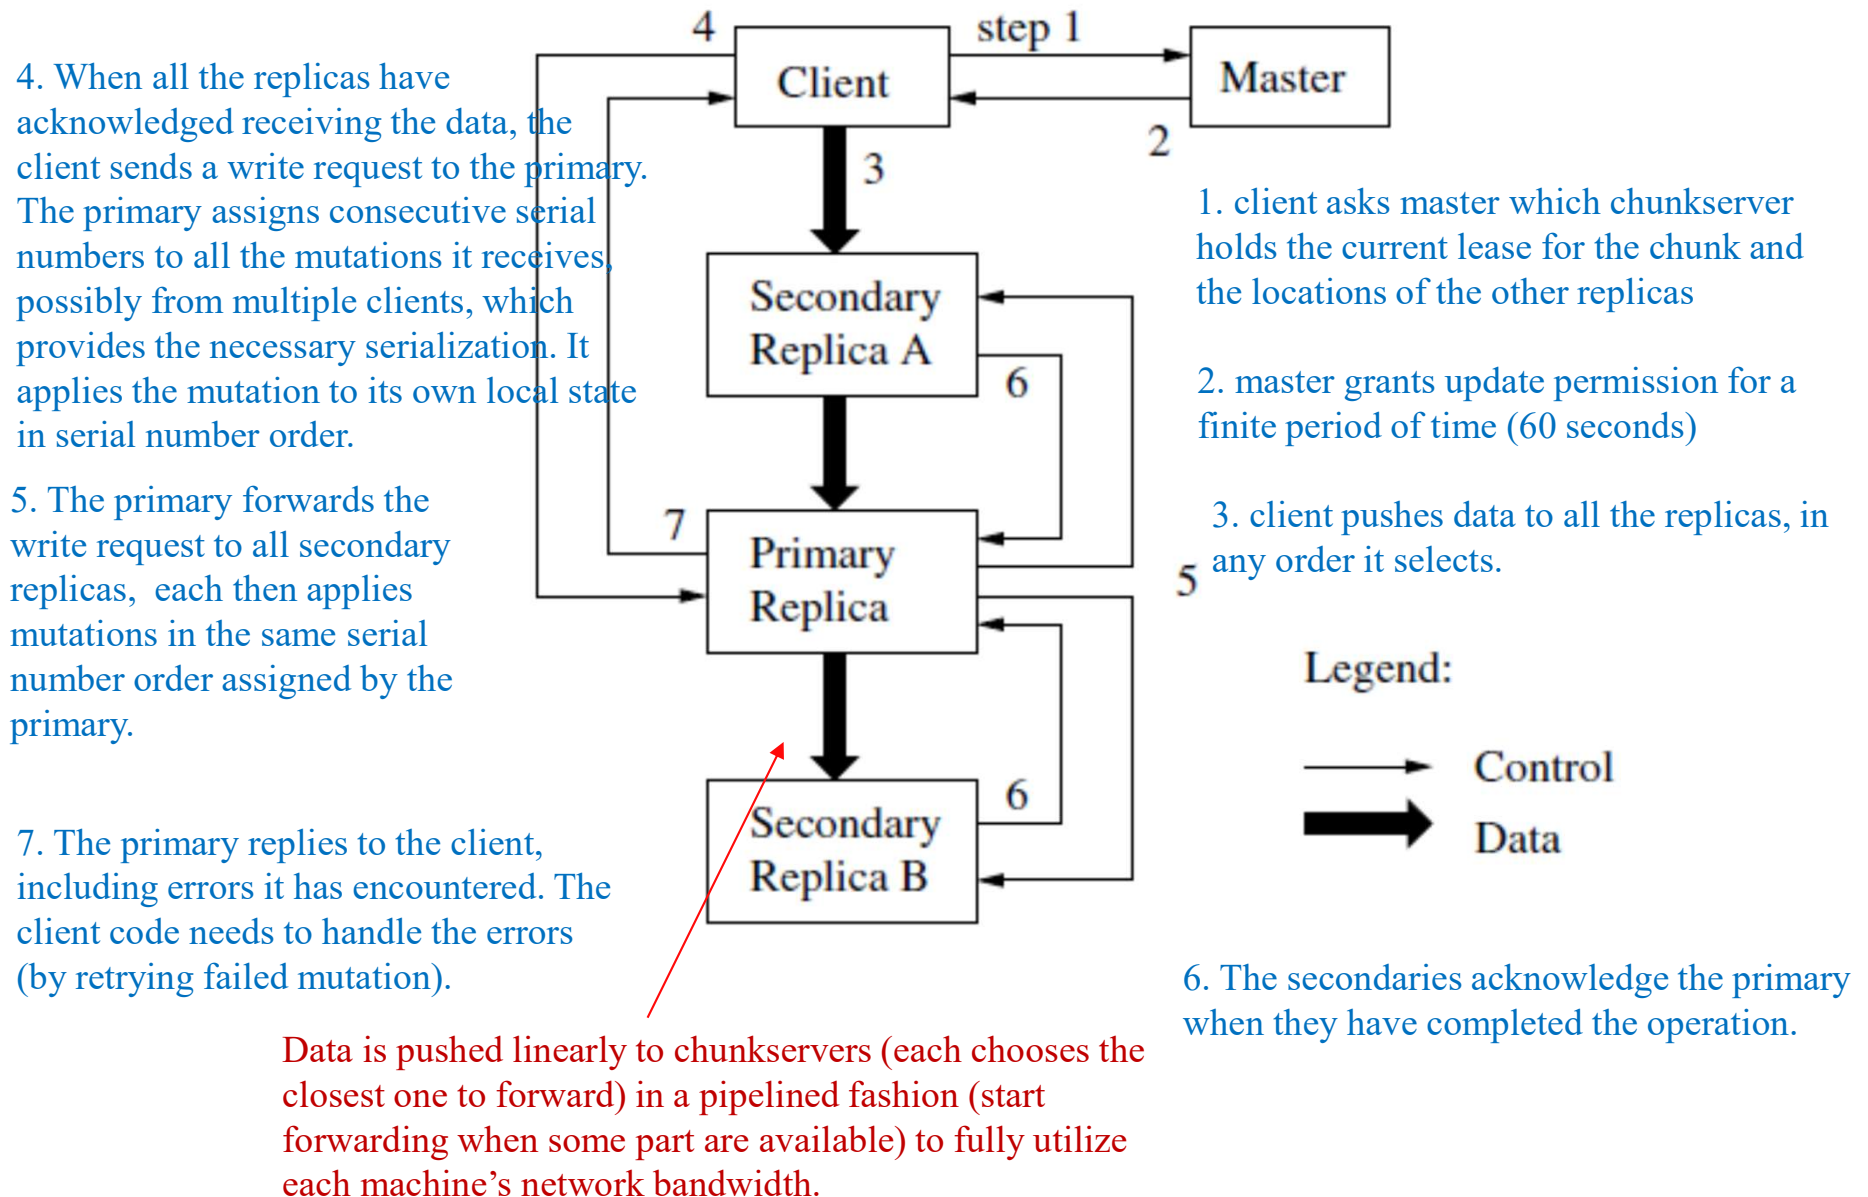 4
step 1
Client
Master
2
3
4. When all the replicas have
acknowledged receiving the data, the
client sends a write request to the primary.
The primary assigns consecutive serial
numbers to all the mutations it receives,
possibly from multiple clients, which
provides the necessary serialization. It
applies the mutation to its own local state
in serial number order.
1. client asks master which chunkserver
holds the current lease for the chunk and
the locations of the other replicas
Secondary
Replica A
6
2. master grants update permission for a
finite period of time (60 seconds)
5. The primary forwards the
write request to all secondary
replicas,  each then applies
mutations in the same serial
number order assigned by the
primary.
7
Primary
Replica
5
3. client pushes data to all the replicas, in
any order it selects.
Legend:
Control
Data
6
Secondary
Replica B
7. The primary replies to the client,
including errors it has encountered. The
client code needs to handle the errors
(by retrying failed mutation).
6. The secondaries acknowledge the primary
when they have completed the operation.
Data is pushed linearly to chunkservers (each chooses the
closest one to forward) in a pipelined fashion (start
forwarding when some part are available) to fully utilize
each machine’s network bandwidth.